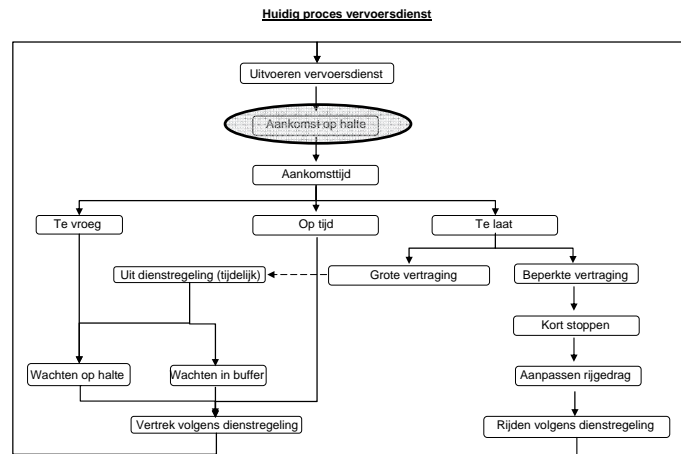 Huidig proces vervoersdienst
Uitvoeren vervoersdienst
Aankomst op halte
Aankomsttijd
Te vroeg
Op tijd
Te laat
Uit dienstregeling (tijdelijk)
Grote vertraging
Beperkte vertraging
Kort stoppen
Wachten op halte
Wachten in buffer
Aanpassen rijgedrag
Vertrek volgens dienstregeling
Rijden volgens dienstregeling